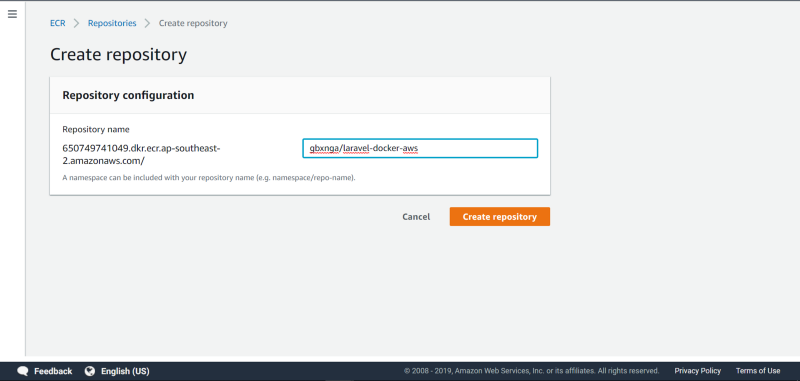 ECR > Repositories > Create repository
Create repository
Repository configuration
Repository name
650749741049.dkr.ecr.ap-southeast-
2.amazonaws.com/
gbxnga/laravel-docker-aws
A namespace can be included with your repository name (e.g. namespace/repo-name).
Cancel
Create repository
Feedback
English (US)
© 2008 - 2019, Amazon Web Services, Inc. or its affiliates. All rights reserved.
Privacy Policy
Terms of Use